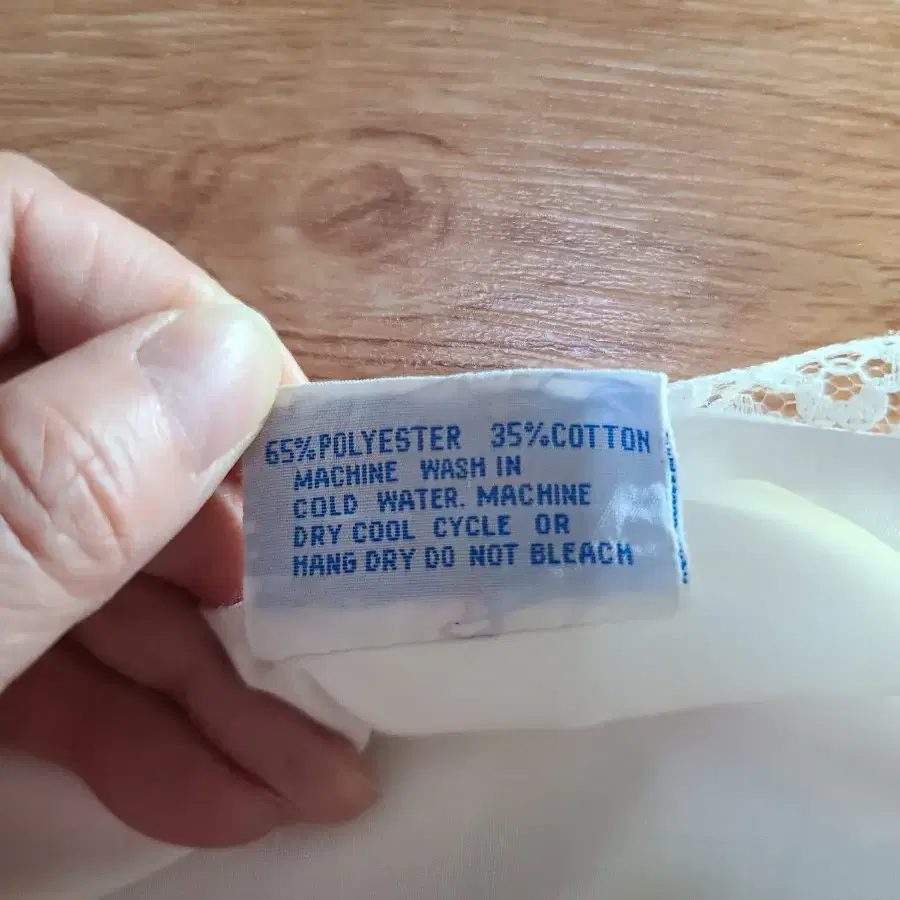 65%POLYESTER 35%COTTON
MACHINE WASH IN
COLD WATER. MACHINE
DRY COOL CYCLE OR
HANG DRY DO NOT BLEACH